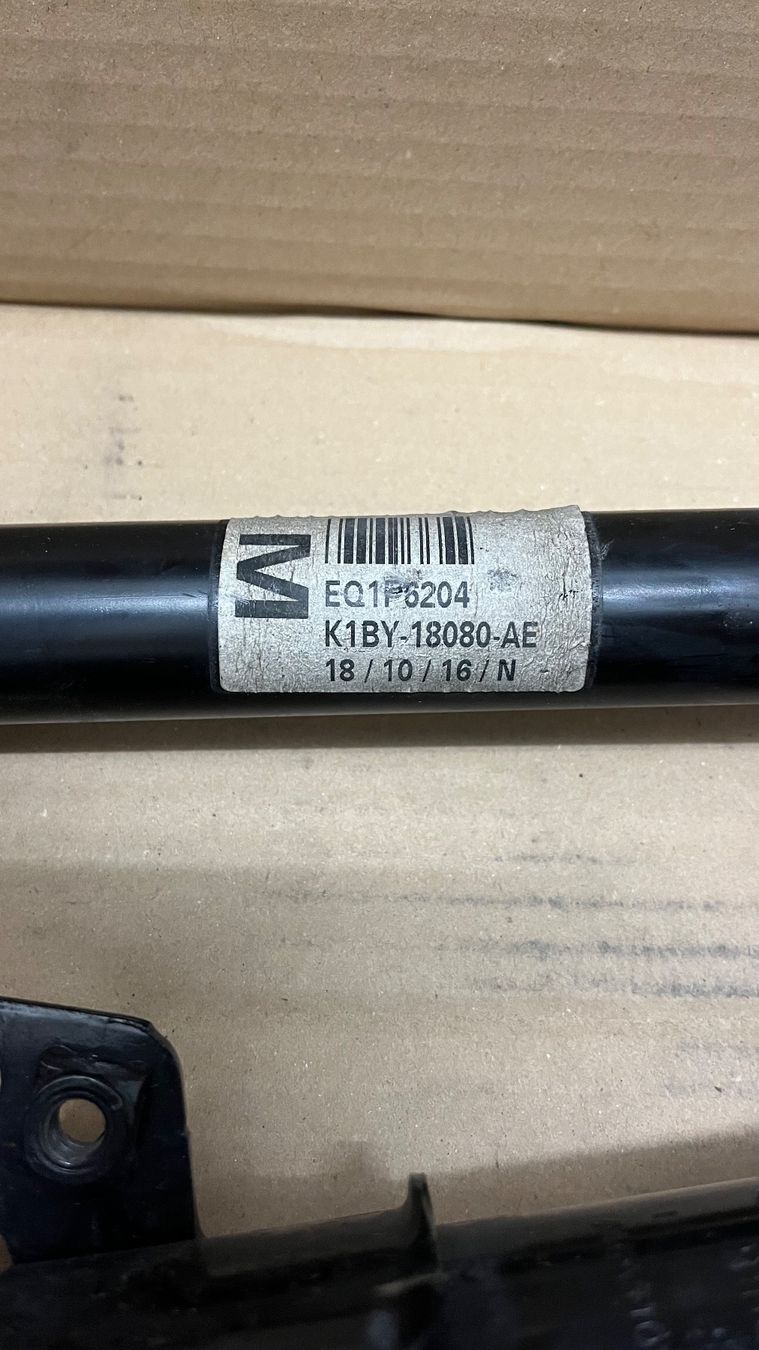 M
EQ1P6204
K1BY-18080-AE
18 / 10 / 16 / N